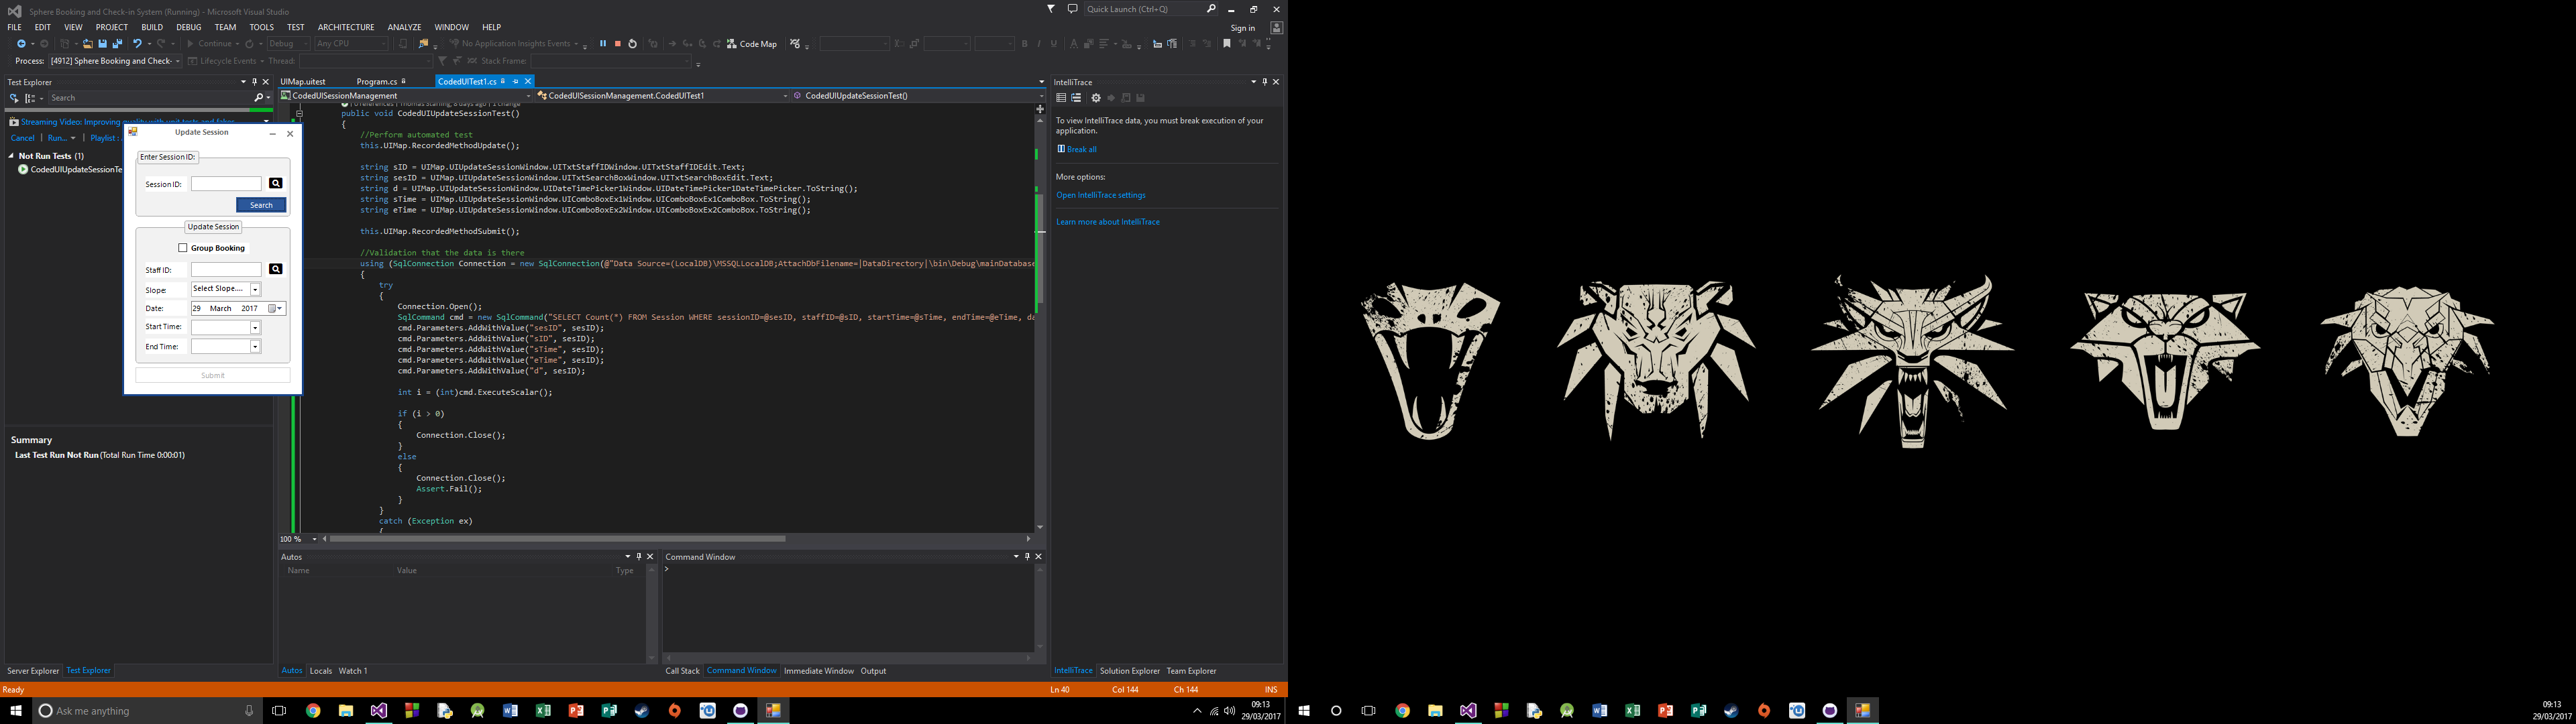 Sphere Booking and Check-in System (Running) - Microsoft Visual Studio
Quick Launch (Ctrl+Q)
FILE EDIT VIEW PROJECT BUILD DEBUG TEAM TOOLS TEST ARCHITECTURE ANALYZE WINDOW HELP
Sign in
Continue Debug Any CPU No Application Insights Events Code Map
Process: [4912] Sphere Booking and Check- Lifecycle Events Thread: Stack Frame:
Test Explorer
Search
Streaming Video: Improving quality with unit tests and fakes
Cancel | Run... | Playlist :
Not Run Tests (1)
CodedUIUpdateSessionTe
Summary
Last Test Run Not Run (Total Run Time 0:00:01)
Server Explorer Test Explorer
Update Session
Enter Session ID:
Session ID:
Search
Update Session
Group Booking
Staff ID:
Slope: Select Slope....
Date: 29 March 2017
Start Time:
End Time:
Submit
UIMap.uitest Program.cs CodedUITest1.cs
CodedUISessionManagement CodedUISessionManagement.CodedUITest1 CodedUIUpdateSessionTest()
public void CodedUIUpdateSessionTest()
{
//Perform automated test
this.UIMap.RecordedMethodUpdate();
string sID = UIMap.UIUpdateSessionWindow.UITxtStaffIDWindow.UITxtStaffIDEdit.Text;
string sesID = UIMap.UIUpdateSessionWindow.UITxtSearchBoxWindow.UITxtSearchBoxEdit.Text;
string d = UIMap.UIUpdateSessionWindow.UIDateTimePicker1Window.UIDateTimePicker1DateTimePicker.ToString();
string sTime = UIMap.UIUpdateSessionWindow.UIComboBoxEx1Window.UIComboBoxEx1ComboBox.ToString();
string eTime = UIMap.UIUpdateSessionWindow.UIComboBoxEx2Window.UIComboBoxEx2ComboBox.ToString();
this.UIMap.RecordedMethodSubmit();
//Validation that the data is there
using (SqlConnection Connection = new SqlConnection(@"Data Source=(LocalDB)\MSSQLLocalDB;AttachDbFilename=|DataDirectory|\bin\Debug\mainDatabase
{
try
{
Connection.Open();
SqlCommand cmd = new SqlCommand("SELECT Count(*) FROM Session WHERE sessionID=@sesID, staffID=@sID, startTime=@sTime, endTime=@eTime, da
cmd.Parameters.AddWithValue("sesID", sesID);
cmd.Parameters.AddWithValue("sID", sesID);
cmd.Parameters.AddWithValue("sTime", sesID);
cmd.Parameters.AddWithValue("eTime", sesID);
cmd.Parameters.AddWithValue("d", sesID);
int i = (int)cmd.ExecuteScalar();
if (i > 0)
{
Connection.Close();
}
else
{
Connection.Close();
Assert.Fail();
}
}
catch (Exception ex)
{
100 %
Autos
Name Value Type
Autos Locals Watch 1
Command Window
>
Call Stack Command Window Immediate Window Output
IntelliTrace
To view IntelliTrace data, you must break execution of your
application.
Break all
More options:
Open IntelliTrace settings
Learn more about IntelliTrace
IntelliTrace Solution Explorer Team Explorer
Ready Ln 40 Col 144 Ch 144 INS
Ask me anything
09:13
29/03/2017
09:13
29/03/2017